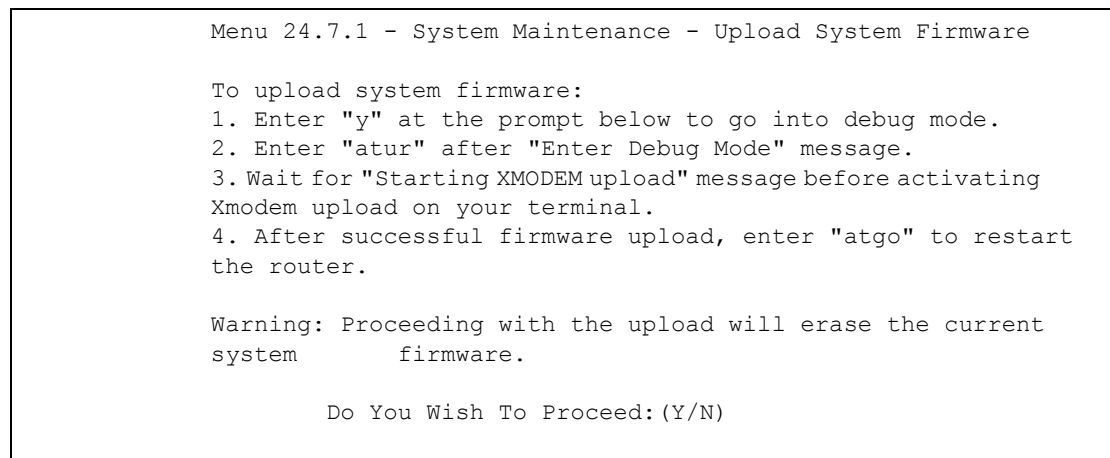 Menu 24.7.1 - System Maintenance - Upload System Firmware
To upload system firmware:
1. Enter "y" at the prompt below to go into debug mode.
2. Enter "atur" after "Enter Debug Mode" message.
3. Wait for "Starting XMODEM upload" message before activating
Xmodem upload on your terminal.
4. After successful firmware upload, enter "atgo" to restart
the router.
Warning: Proceeding with the upload will erase the current
system firmware.
Do You Wish To Proceed:(Y/N)